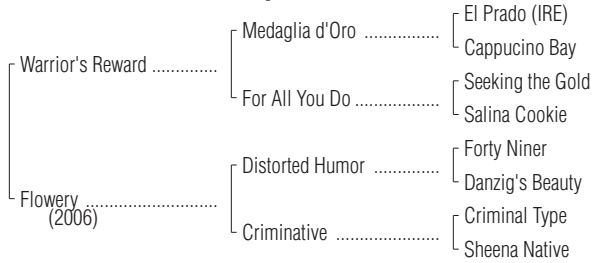 El Prado (IRE)
Medaglia d'Oro ................
Cappucino Bay
Warrior's Reward ..............
Seeking the Gold
For All You Do ..................
Salina Cookie
Forty Niner
Distorted Humor ..............
Danzig's Beauty
Flowery ............................
(2006)
Criminal Type
Criminative ......................
Sheena Native